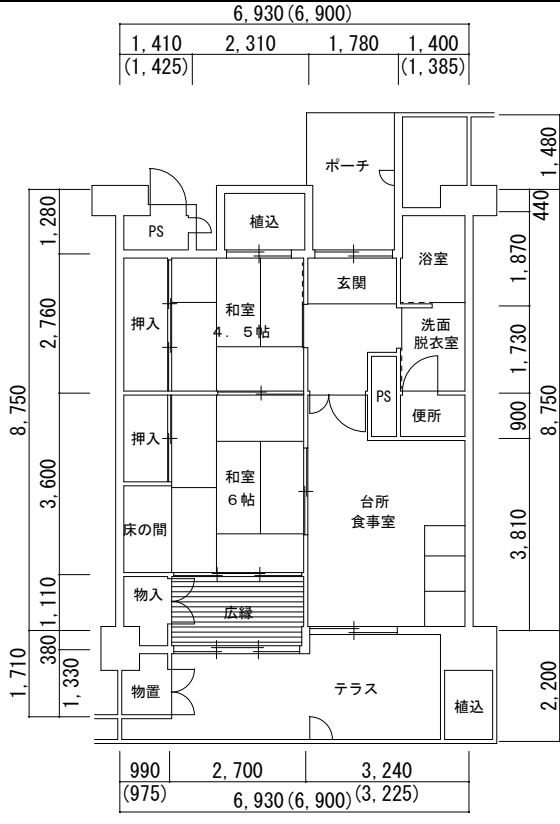 6,930(6,900)
1,410
2,310
1,780
1,400
(1,425)
(1,385)
ポーチ
1,480
440
1,280
PS
植込
浴室
1,870
玄関
2,760
押入
和室
4.5帖
洗面
脱衣室
1,730
8,750
8,750
PS
便所
900
押入
和室
6帖
台所
食事室
3,600
3,810
床の間
物入
広縁
1,110
380
1,710
1,330
物置
テラス
植込
2,200
990
2,700
3,240
(975)
(3,225)
6,930(6,900)